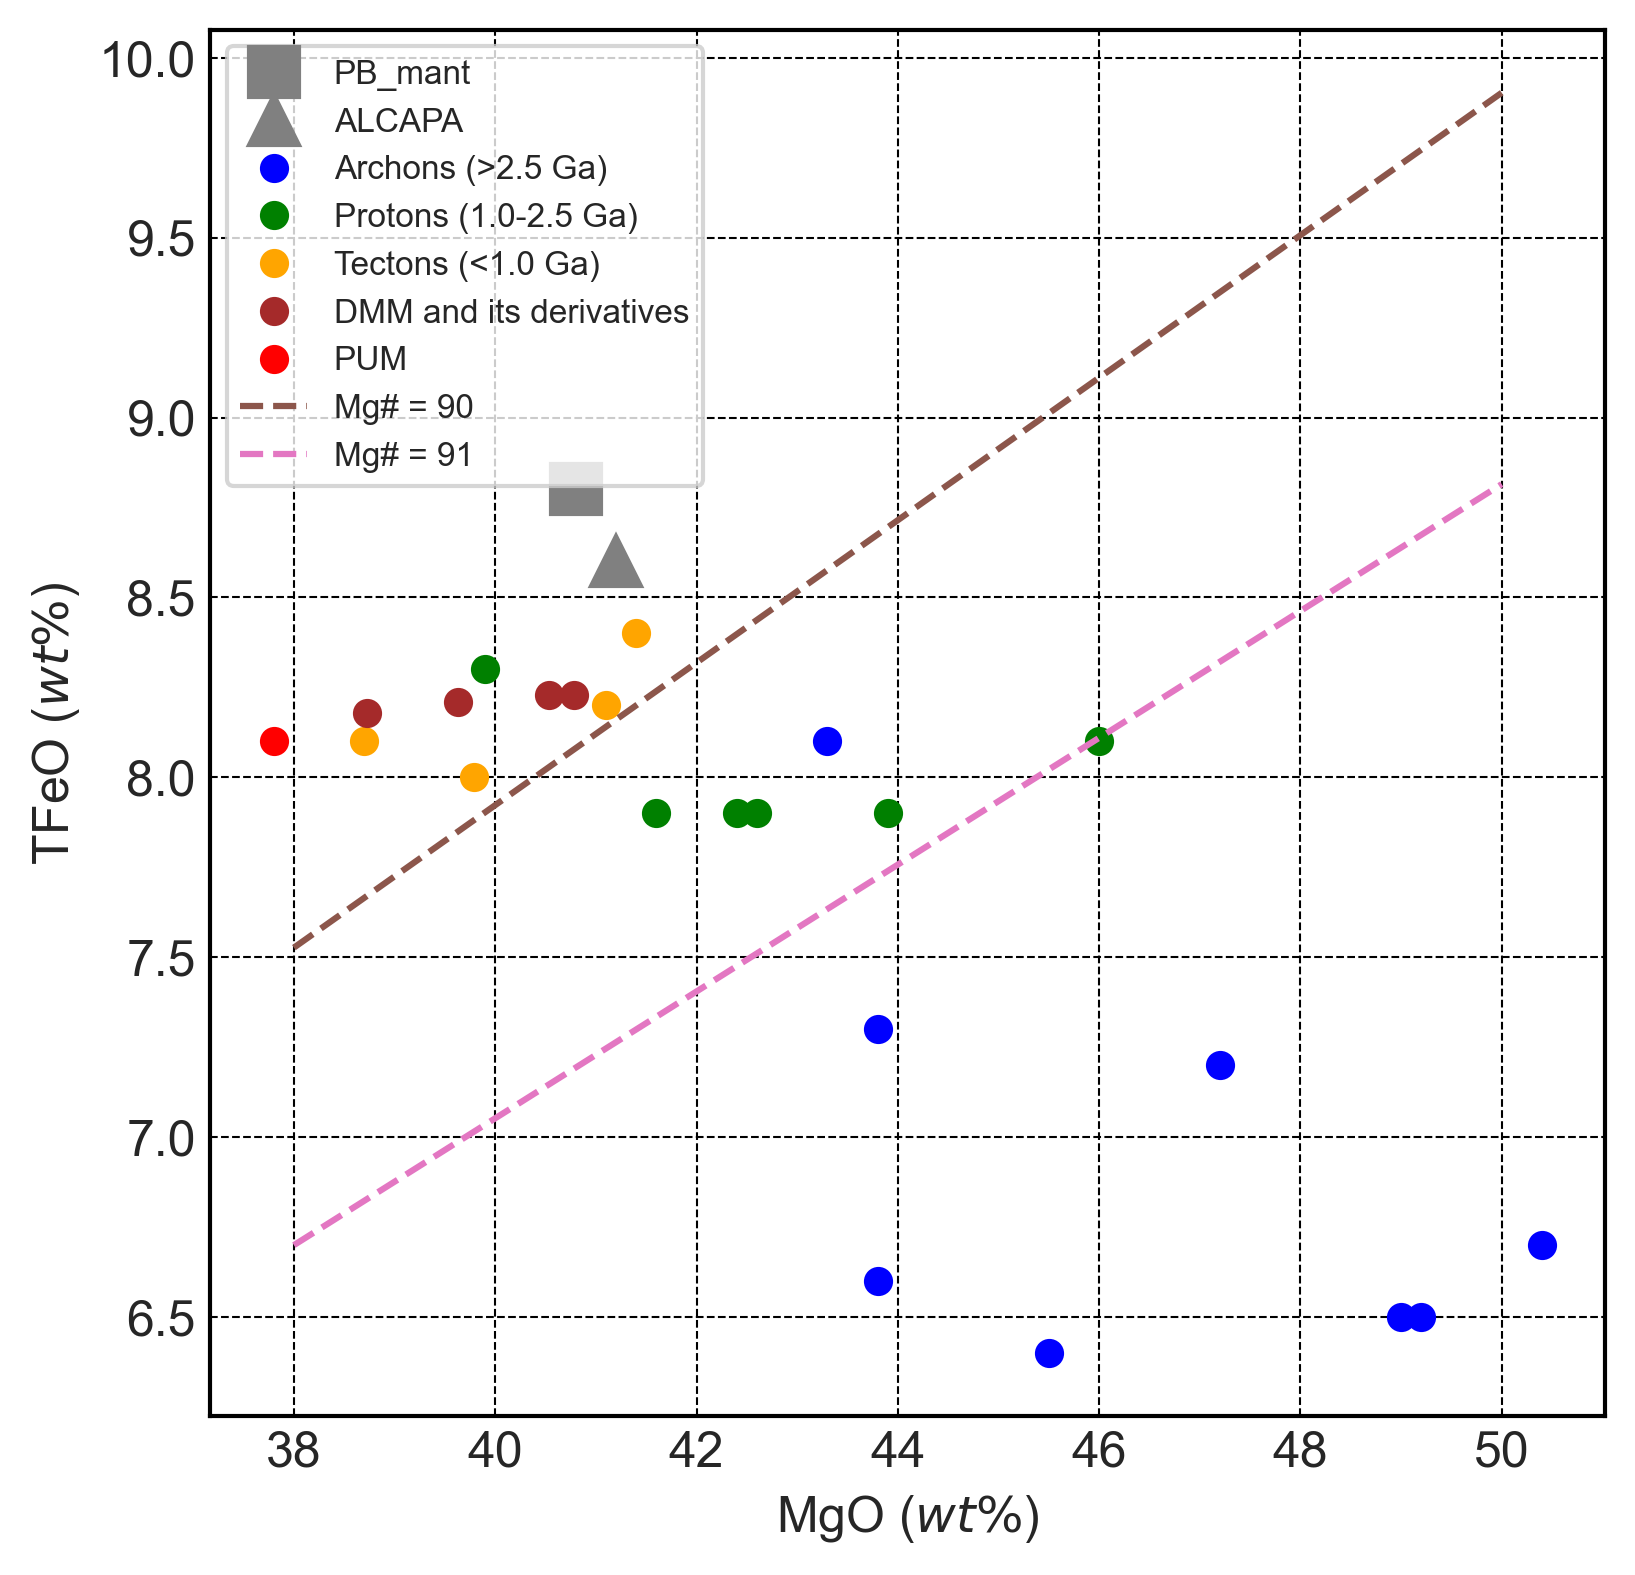 10.0
9.5
9.0
8.5
8.0
7.5
7.0
6.5
TFeO (wt%)
PB_mant
ALCAPA
Archons (>2.5 Ga)
Protons (1.0-2.5 Ga)
Tectons (<1.0 Ga)
DMM and its derivatives
PUM
Mg# = 90
Mg# = 91
38 40 42 44 46 48 50
MgO (wt%)